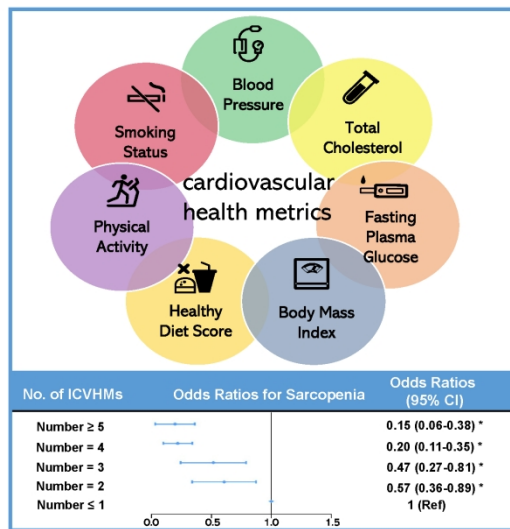 Blood
Pressure
Smoking
Status
Total
Cholesterol
cardiovascular
health metrics
Physical
Activity
Fasting
Plasma
Glucose
Healthy
Diet Score
Body Mass
Index
No. of ICVHMs Odds Ratios for Sarcopenia Odds Ratios
(95% CI)
Number ≥ 5 0.15 (0.06-0.38) *
Number = 4 0.20 (0.11-0.35) *
Number = 3 0.47 (0.27-0.81) *
Number = 2 0.57 (0.36-0.89) *
Number ≤ 1 1 (Ref)
0.0 0.5 1.0 1.5